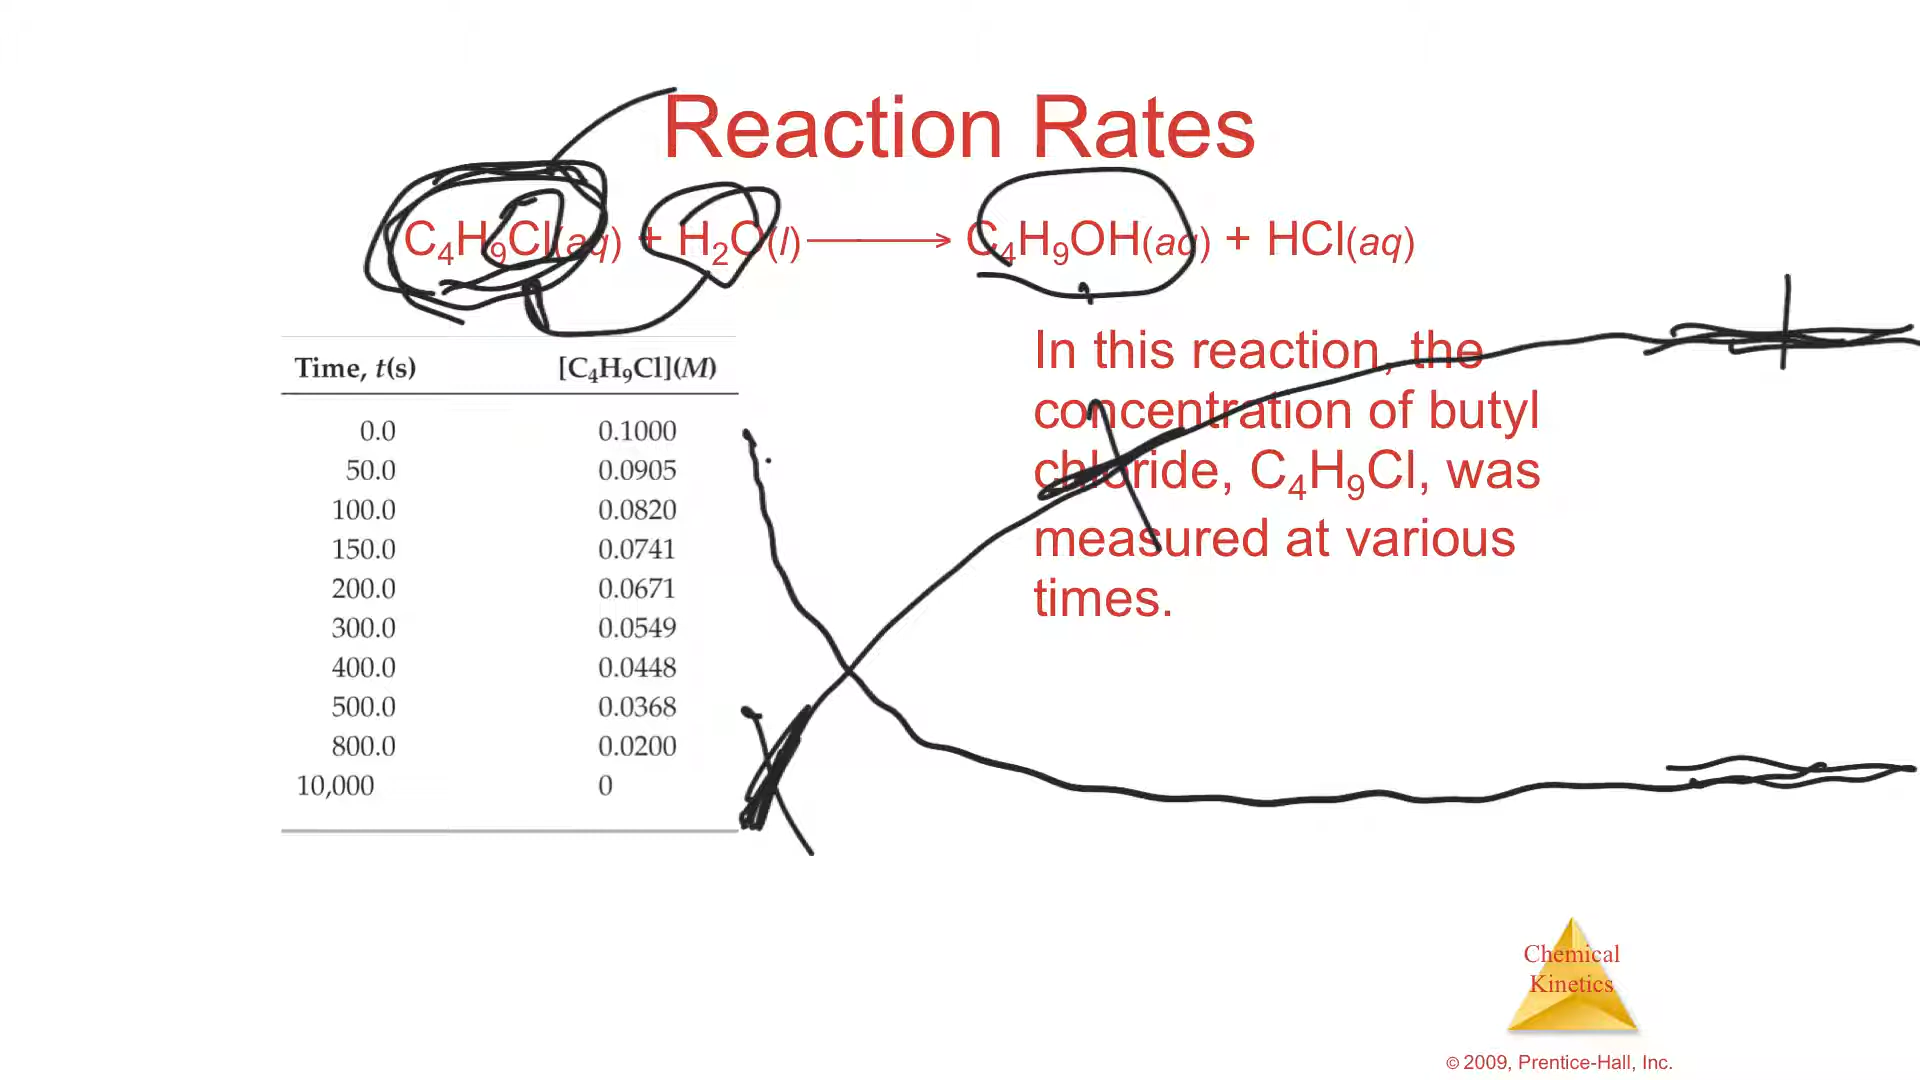 Reaction Rates
C₄H₉Cl(aq) + H₂O(l) ⟶ C₄H₉OH(aq) + HCl(aq)
Time, t(s) [C₄H₉Cl](M)
0.0 0.1000
50.0 0.0905
100.0 0.0820
150.0 0.0741
200.0 0.0671
300.0 0.0549
400.0 0.0448
500.0 0.0368
800.0 0.0200
10,000 0
In this reaction, the
concentration of butyl
chloride, C₄H₉Cl, was
measured at various
times.
Chemical
Kinetics
© 2009, Prentice-Hall, Inc.